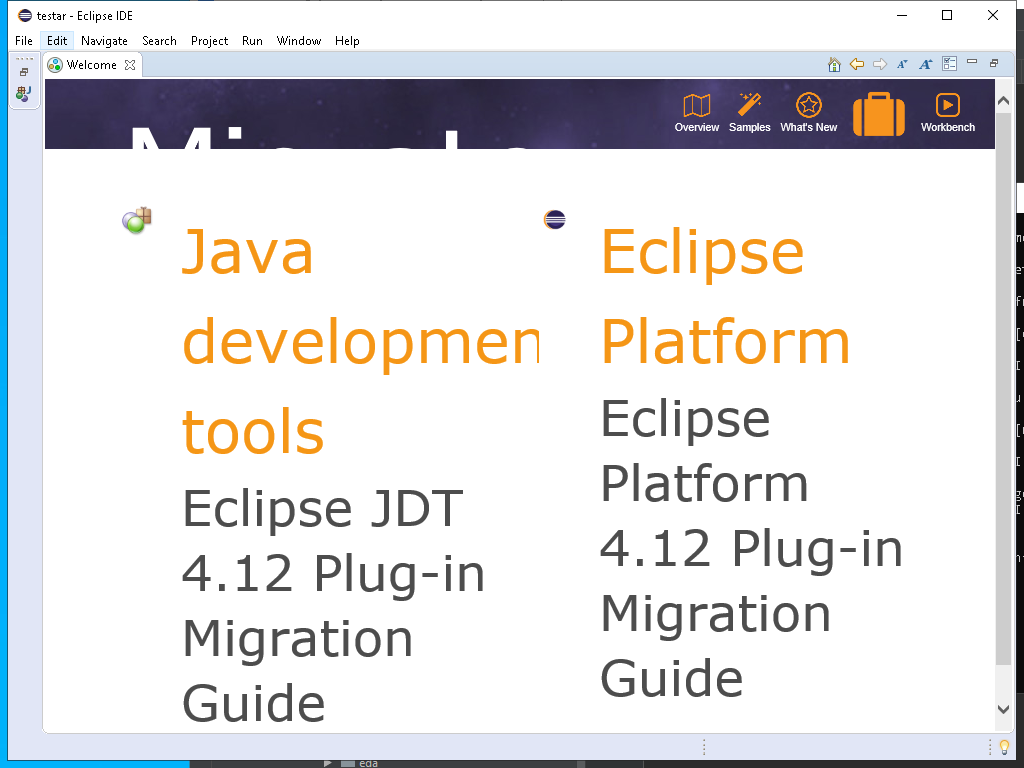 testar - Eclipse IDE
File Edit Navigate Search Project Run Window Help
Welcome
Overview Samples What's New Workbench
Java
developmen
tools
Eclipse JDT
4.12 Plug-in
Migration
Guide
Eclipse
Platform
Eclipse
Platform
4.12 Plug-in
Migration
Guide
eda